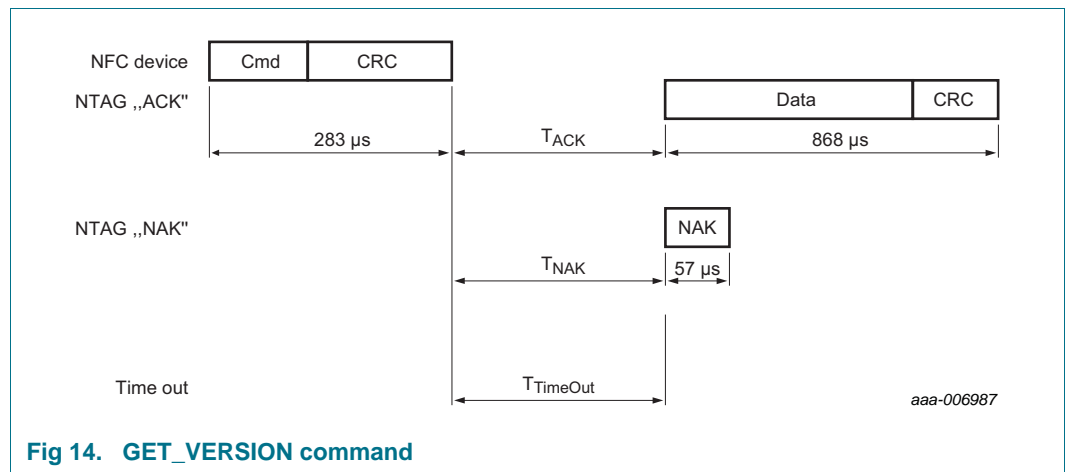 NFC device Cmd CRC
NTAG ,,ACK" Data CRC
283 µs TACK 868 µs
NTAG ,,NAK" NAK
TNAK 57 µs
Time out TTimeOut
aaa-006987
Fig 14. GET_VERSION command